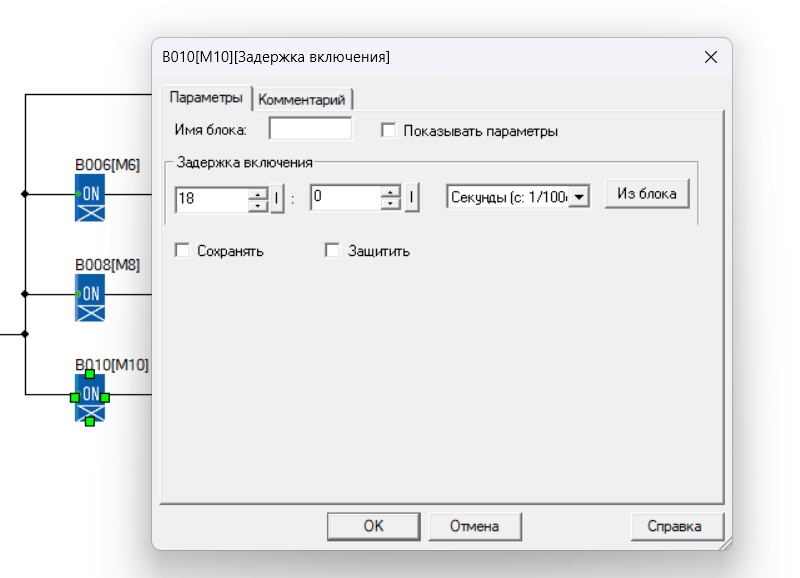 B010[M10][Задержка включения]
Параметры
Комментарий
Имя блока:
Показывать параметры
B006[M6]
ON
Задержка включения
18
I
:
0
I
Секунды (с: 1/100
Из блока
Сохранять
Защитить
B008[M8]
ON
B010[M10]
ON
OK
Отмена
Справка